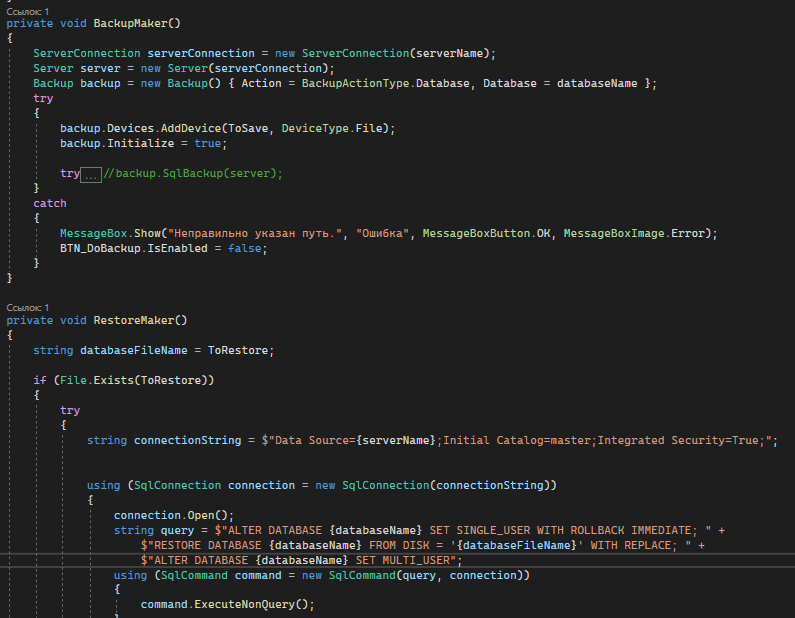 Ссылок: 1
private void BackupMaker()
{
ServerConnection serverConnection = new ServerConnection(serverName);
Server server = new Server(serverConnection);
Backup backup = new Backup() { Action = BackupActionType.Database, Database = databaseName };
try
{
backup.Devices.AddDevice(ToSave, DeviceType.File);
backup.Initialize = true;
try ... //backup.SqlBackup(server);
}
catch
{
MessageBox.Show("Неправильно указан путь.", "Ошибка", MessageBoxButton.OK, MessageBoxImage.Error);
BTN_DoBackup.IsEnabled = false;
}
}
Ссылок: 1
private void RestoreMaker()
{
string databaseFileName = ToRestore;
if (File.Exists(ToRestore))
{
try
{
string connectionString = $"Data Source={serverName};Initial Catalog=master;Integrated Security=True;";
using (SqlConnection connection = new SqlConnection(connectionString))
{
connection.Open();
string query = $"ALTER DATABASE {databaseName} SET SINGLE_USER WITH ROLLBACK IMMEDIATE; " +
$"RESTORE DATABASE {databaseName} FROM DISK = '{databaseFileName}' WITH REPLACE; " +
$"ALTER DATABASE {databaseName} SET MULTI_USER";
using (SqlCommand command = new SqlCommand(query, connection))
{
command.ExecuteNonQuery();
}